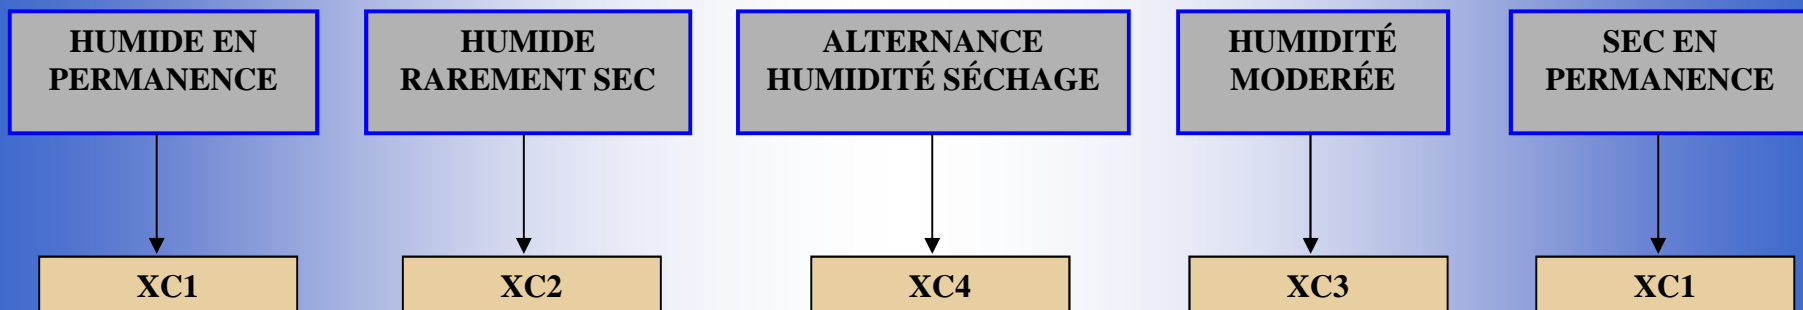 HUMIDE EN
PERMANENCE
HUMIDE
RAREMENT SEC
ALTERNANCE
HUMIDITÉ SÉCHAGE
HUMIDITÉ
MODERÉE
SEC EN
PERMANENCE
XC1
XC2
XC4
XC3
XC1